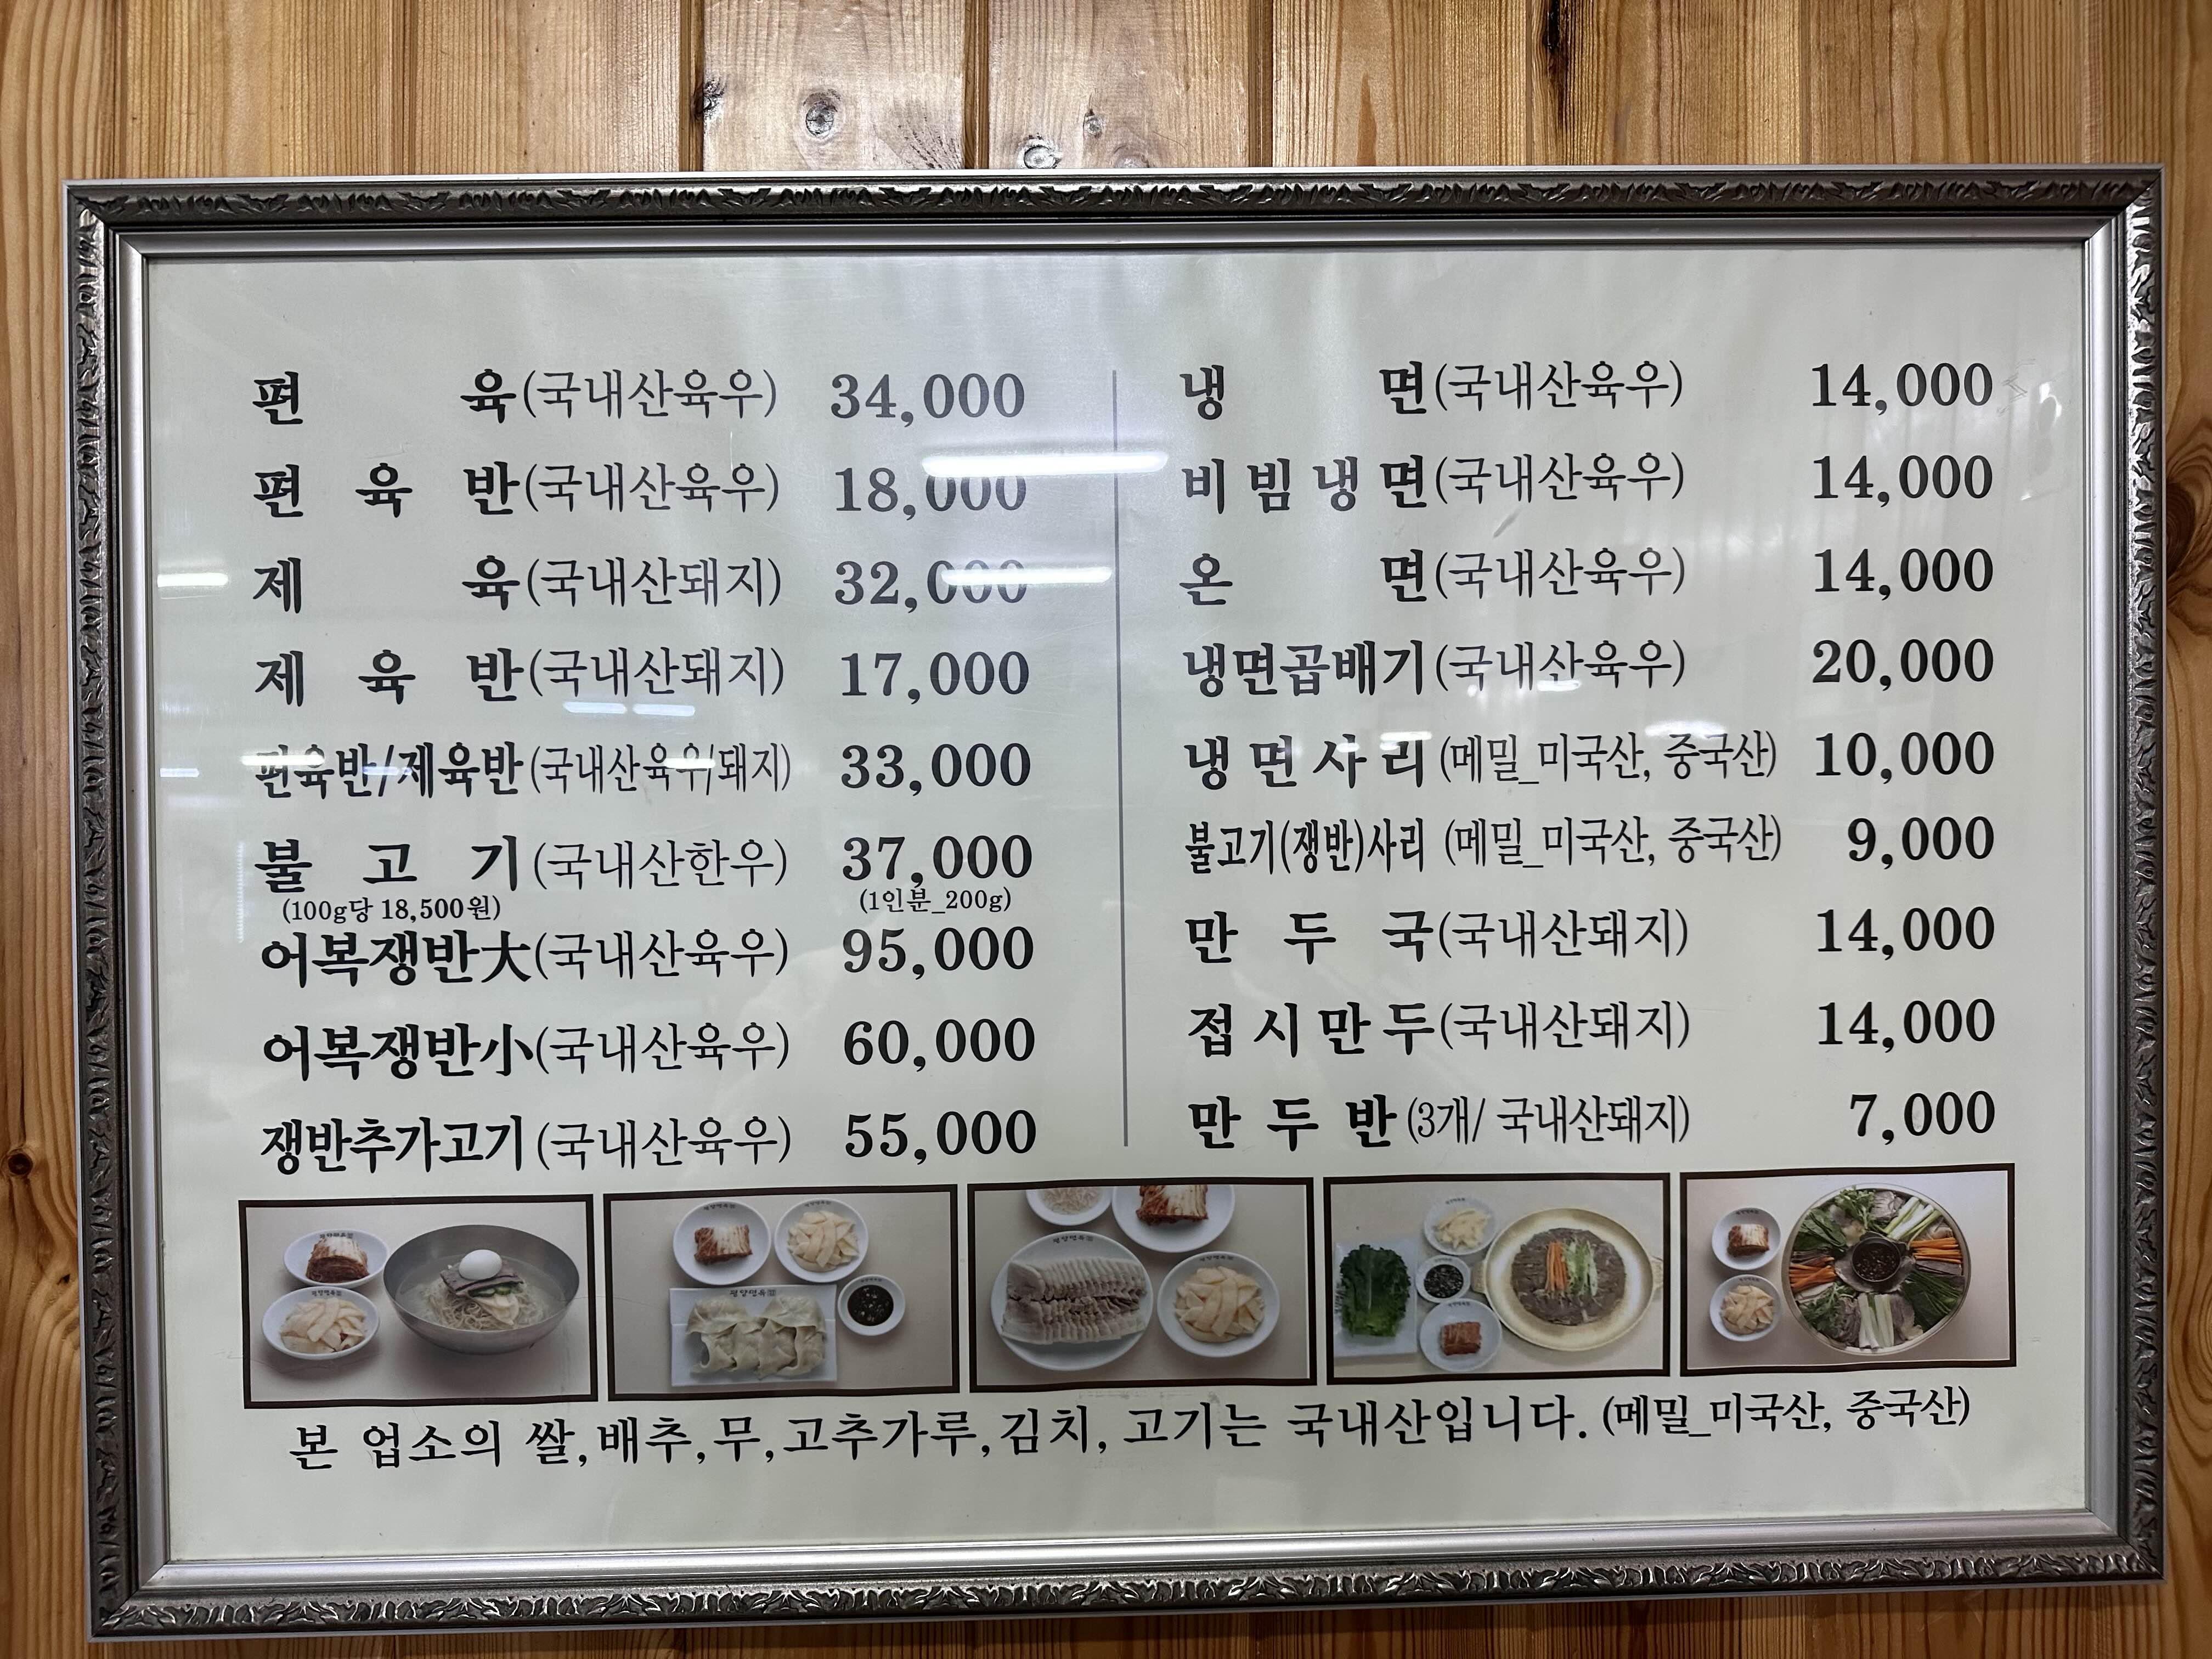 편 육(국내산육우) 34,000
편 육 반(국내산육우) 18,000
제 육(국내산돼지) 32,000
제 육 반(국내산돼지) 17,000
편육반/제육반(국내산육우/돼지) 33,000
불 고 기(국내산한우) 37,000
(100g당 18,500원) (1인분_200g)
어복쟁반大(국내산육우) 95,000
어복쟁반小(국내산육우) 60,000
쟁반추가고기(국내산육우) 55,000
냉 면(국내산육우) 14,000
비 빔 냉 면(국내산육우) 14,000
온 면(국내산육우) 14,000
냉면곱배기(국내산육우) 20,000
냉 면 사 리 (메밀_미국산, 중국산) 10,000
불고기(쟁반)사리 (메밀_미국산, 중국산) 9,000
만 두 국(국내산돼지) 14,000
접 시 만 두(국내산돼지) 14,000
만 두 반 (3개/ 국내산돼지) 7,000
본 업소의 쌀,배추,무,고추가루,김치, 고기는 국내산입니다. (메밀_미국산, 중국산)